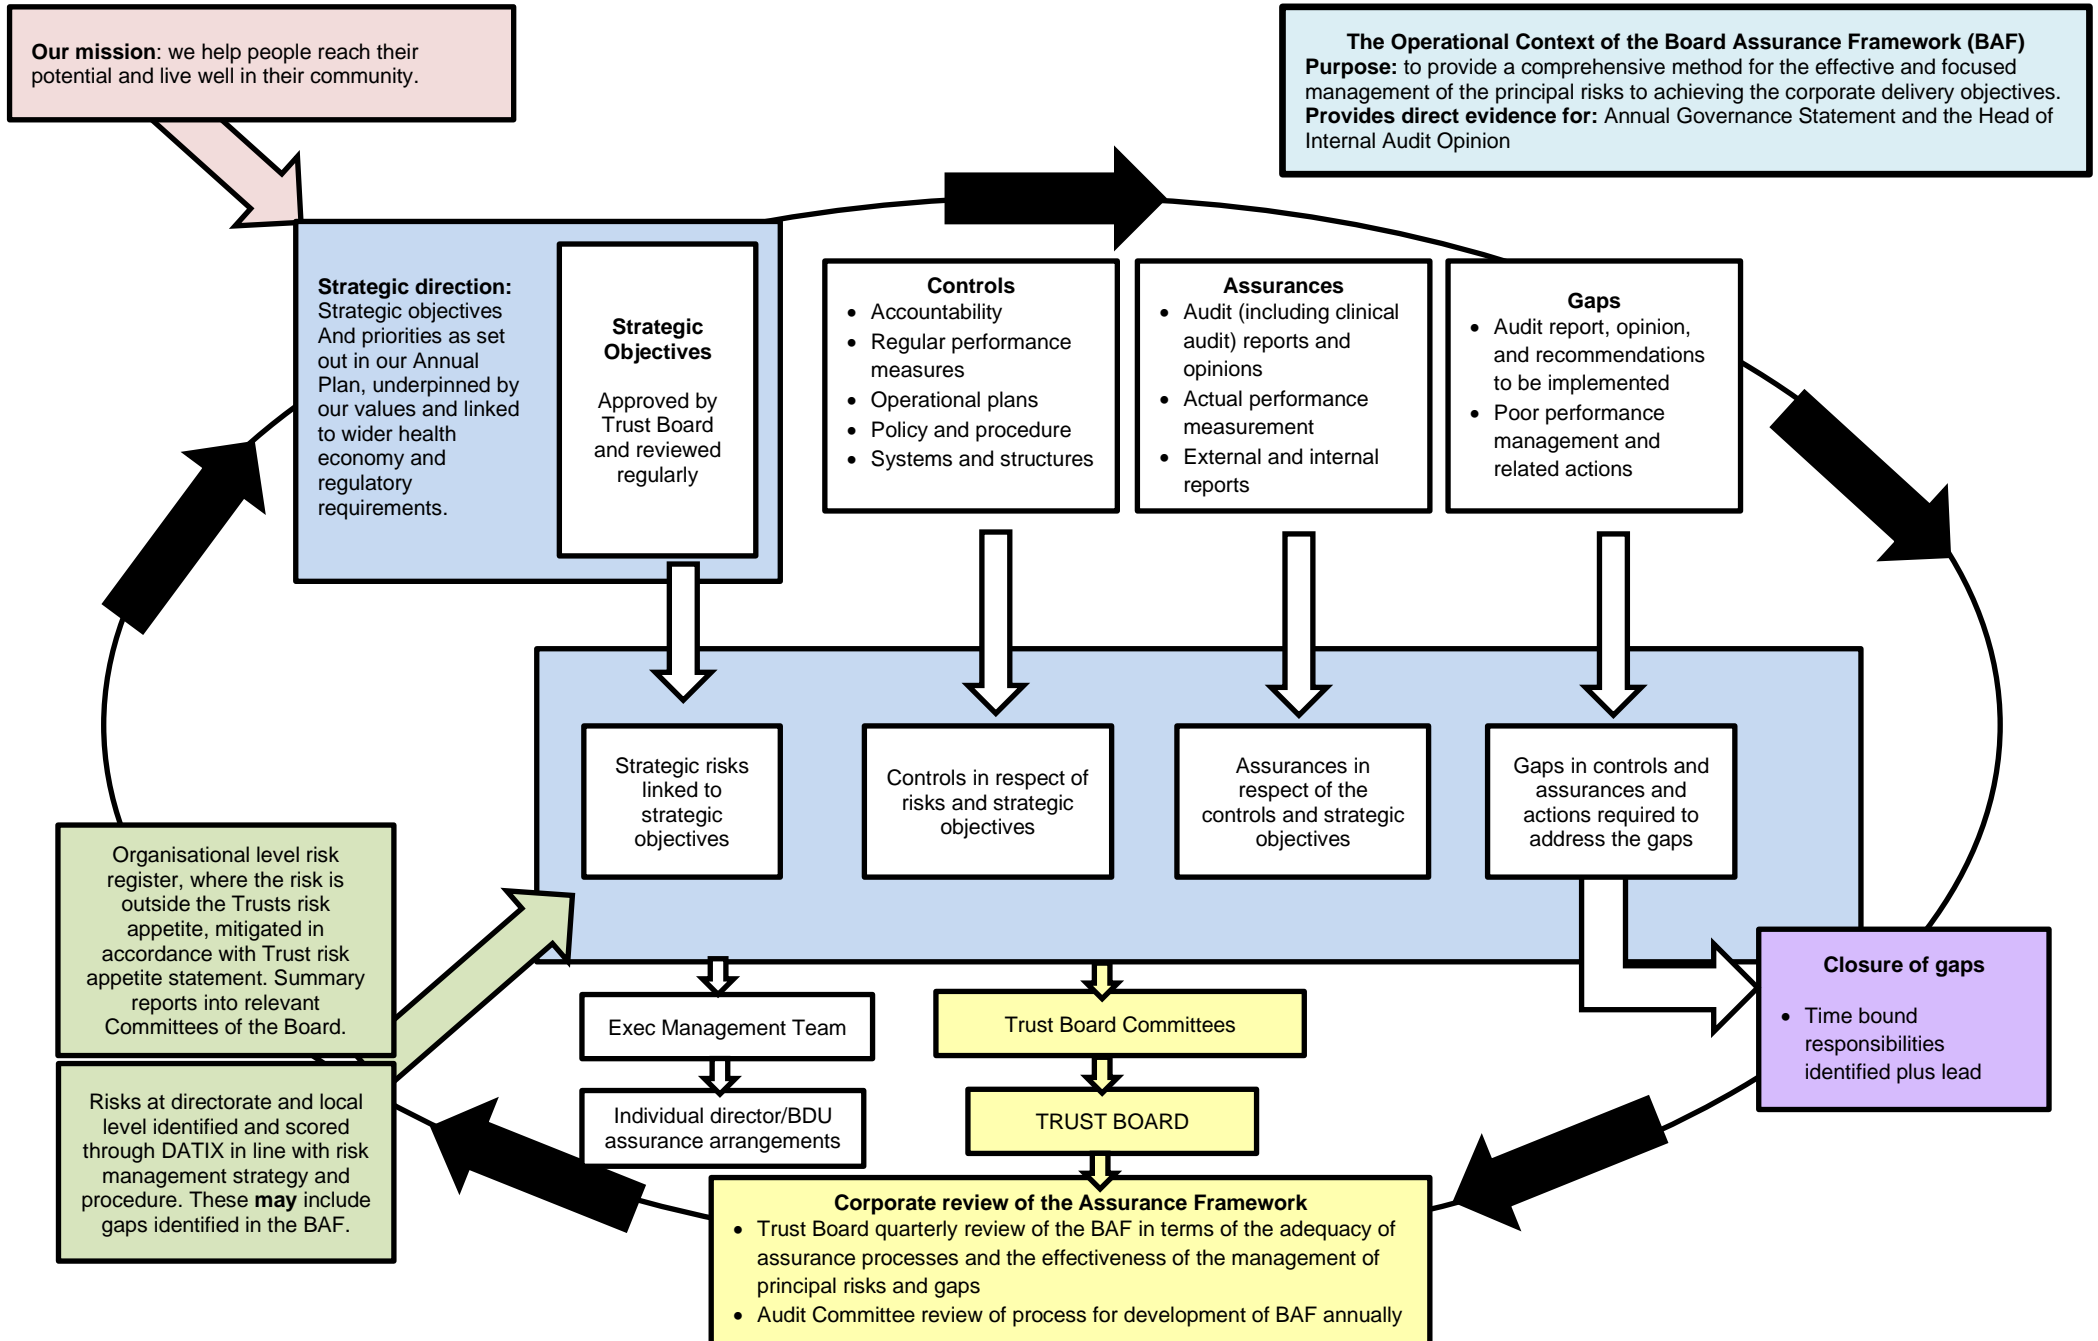 Our mission: we help people reach their
potential and live well in their community.
The Operational Context of the Board Assurance Framework (BAF)
Purpose: to provide a comprehensive method for the effective and focused
management of the principal risks to achieving the corporate delivery objectives.
Provides direct evidence for: Annual Governance Statement and the Head of
Internal Audit Opinion
Strategic direction:
Strategic objectives
And priorities as set
out in our Annual
Plan, underpinned by
our values and linked
to wider health
economy and
regulatory
requirements.
Strategic
Objectives
Approved by
Trust Board
and reviewed
regularly
Controls
• Accountability
• Regular performance
measures
• Operational plans
• Policy and procedure
• Systems and structures
Assurances
• Audit (including clinical
audit) reports and
opinions
• Actual performance
measurement
• External and internal
reports
Gaps
• Audit report, opinion,
and recommendations
to be implemented
• Poor performance
management and
related actions
Strategic risks
linked to
strategic
objectives
Controls in respect of
risks and strategic
objectives
Assurances in
respect of the
controls and strategic
objectives
Gaps in controls and
assurances and
actions required to
address the gaps
Organisational level risk
register, where the risk is
outside the Trusts risk
appetite, mitigated in
accordance with Trust risk
appetite statement. Summary
reports into relevant
Committees of the Board.
Risks at directorate and local
level identified and scored
through DATIX in line with risk
management strategy and
procedure. These may include
gaps identified in the BAF.
Exec Management Team
Individual director/BDU
assurance arrangements
Trust Board Committees
TRUST BOARD
Closure of gaps
• Time bound
responsibilities
identified plus lead
Corporate review of the Assurance Framework
• Trust Board quarterly review of the BAF in terms of the adequacy of
assurance processes and the effectiveness of the management of
principal risks and gaps
• Audit Committee review of process for development of BAF annually